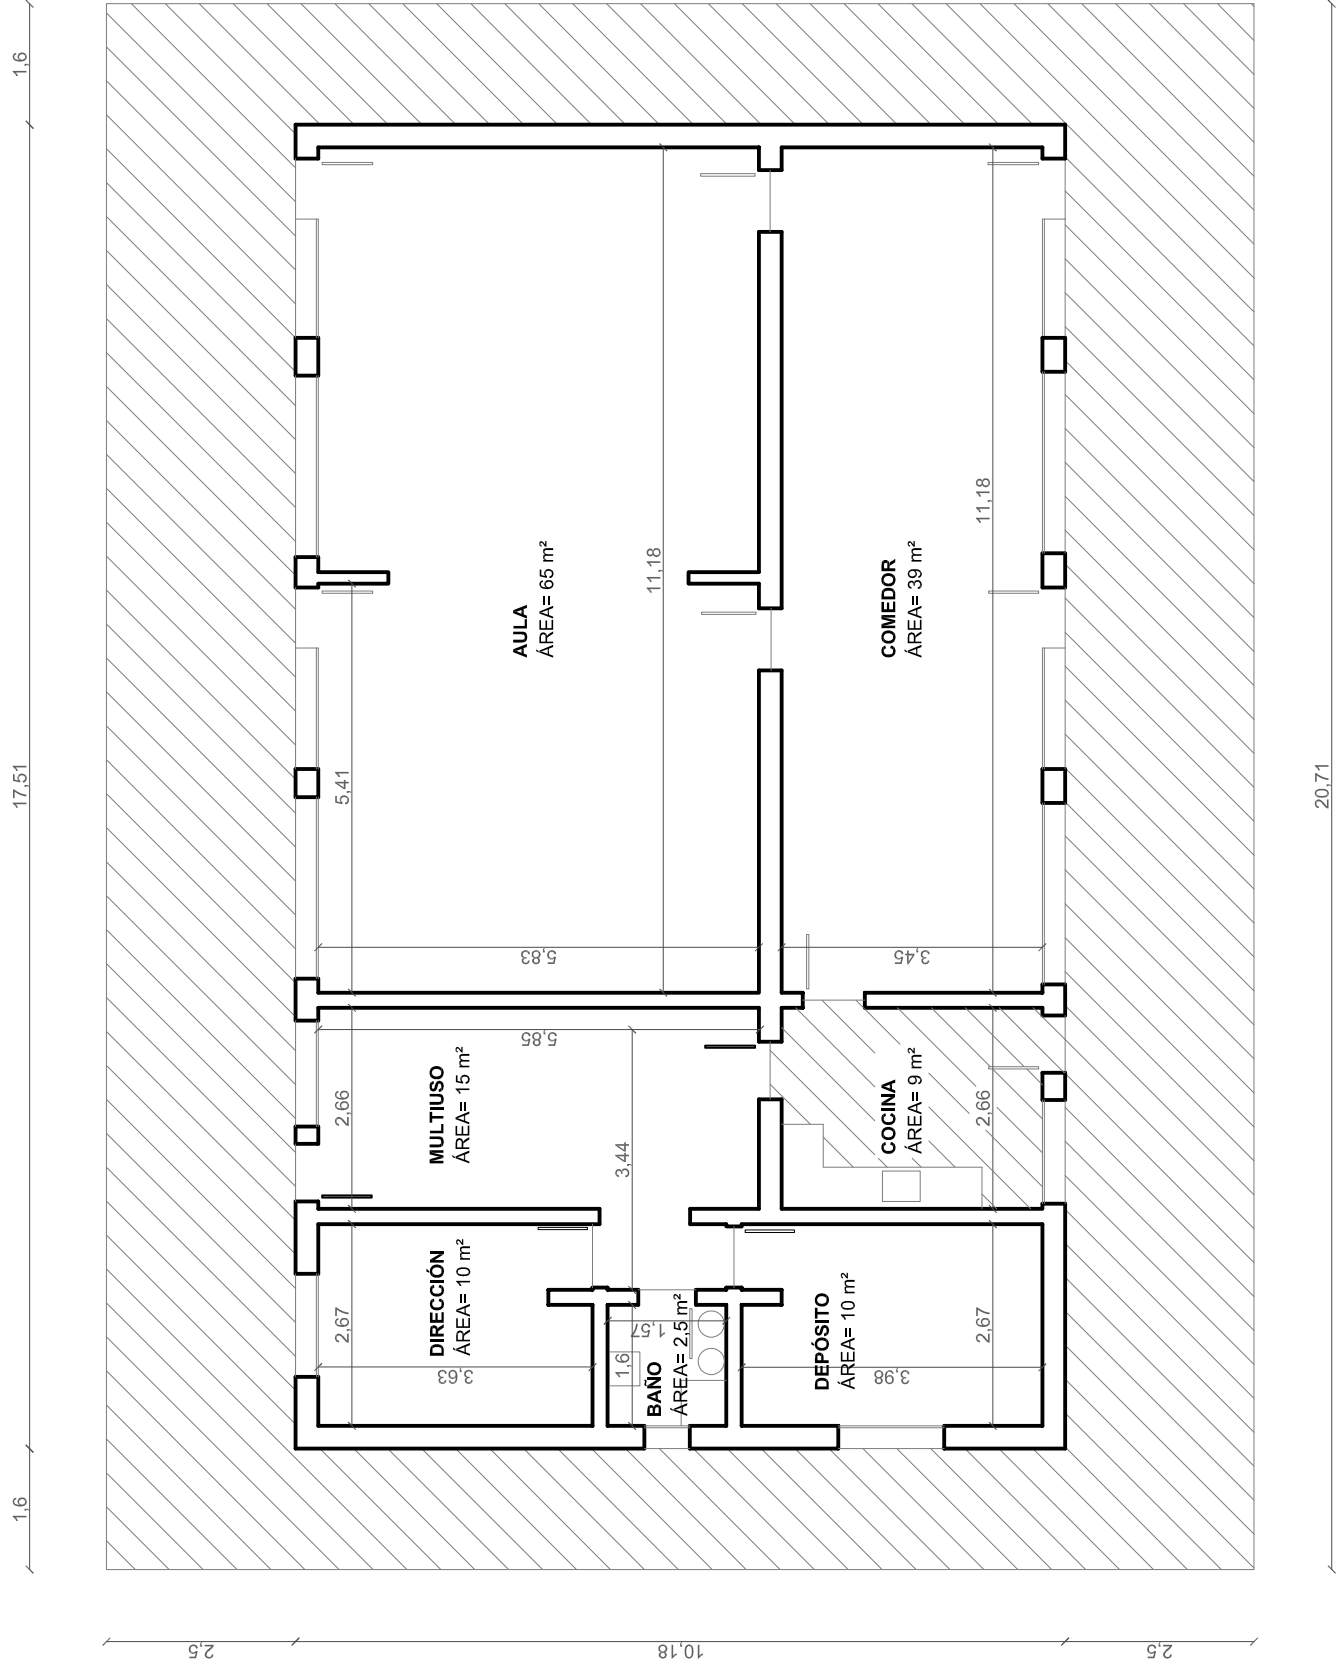 1,6
17,51
1,6
20,71
AULA
ÁREA= 65 m²
11,18
5,41
5,83
COMEDOR
ÁREA= 39 m²
11,18
3,45
MULTIUSO
ÁREA= 15 m²
5,85
2,66
3,44
COCINA
ÁREA= 9 m²
2,66
DIRECCIÓN
ÁREA= 10 m²
2,67
3,63
BAÑO
ÁREA= 2,5 m²
1,57
1,6
DEPÓSITO
ÁREA= 10 m²
2,67
3,98
2,5
10,18
2,5